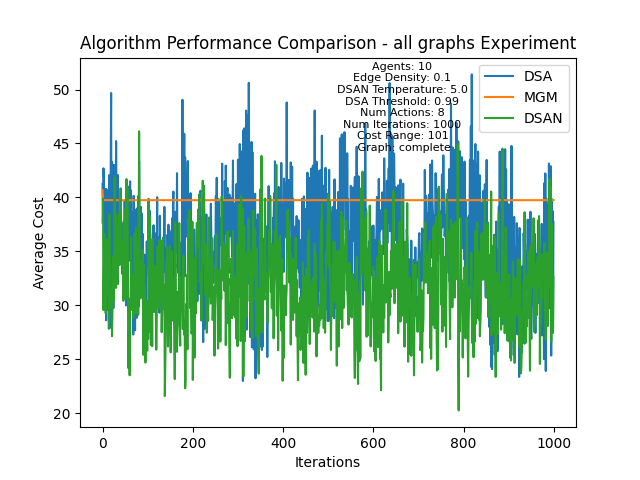 Algorithm Performance Comparison - all graphs Experiment
Agents: 10
Edge Density: 0.1
DSAN Temperature: 5.0
DSA Threshold: 0.99
Num Actions: 8
Num Iterations: 1000
Cost Range: 101
Graph: complete
DSA
MGM
DSAN
Average Cost
50
45
40
35
30
25
20
0
200
400
600
800
1000
Iterations